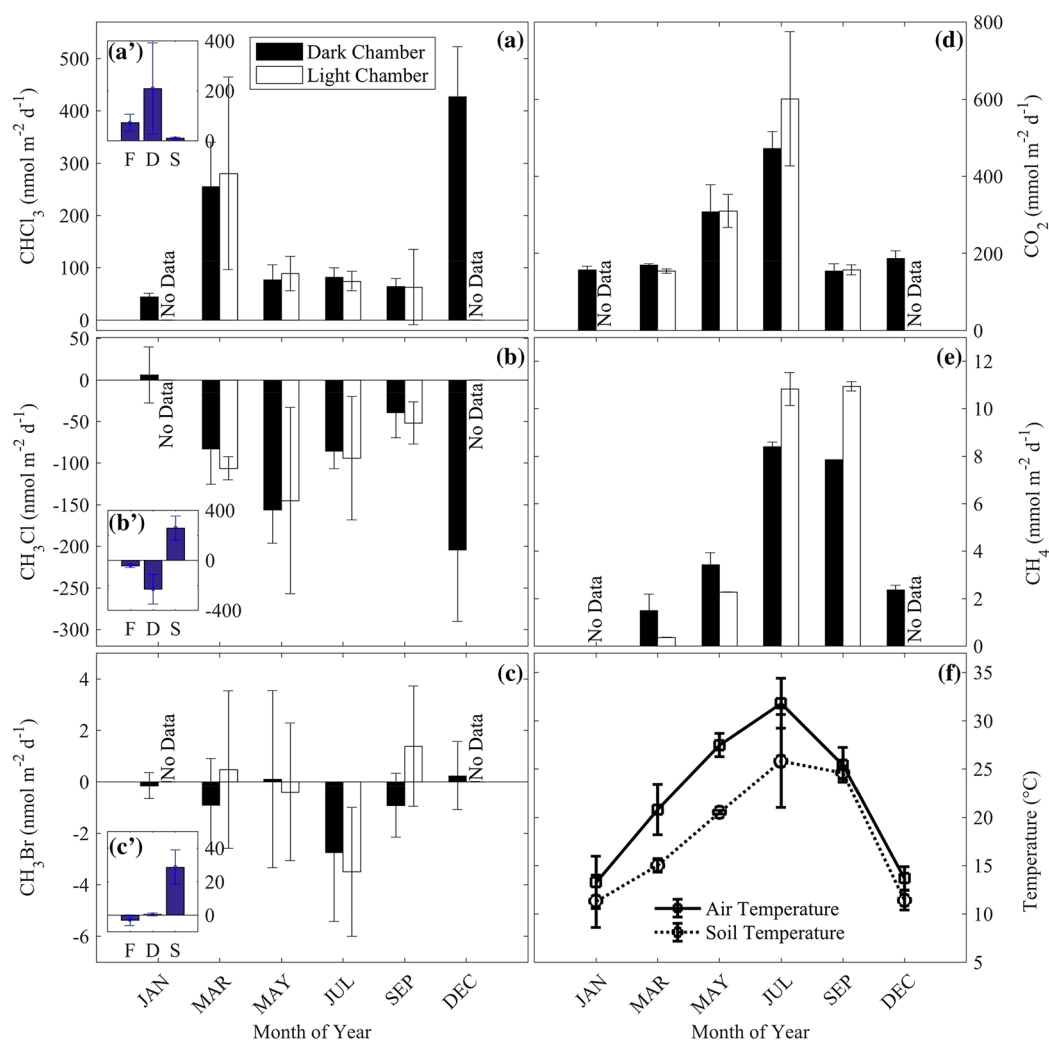 (a)
(a')
400
200
0
F D S
Dark Chamber
Light Chamber
500
400
300
200
100
0
CHCl3 (nmol m-2 d-1)
No Data
No Data
(d)
800
600
400
200
0
CO2 (mmol m-2 d-1)
No Data
No Data
(b)
50
0
-50
-100
-150
-200
-250
-300
CH3Cl (nmol m-2 d-1)
No Data
No Data
(b')
400
0
-400
F D S
(e)
12
10
8
6
4
2
0
CH4 (mmol m-2 d-1)
No Data
No Data
(c)
4
2
0
-2
-4
-6
CH3Br (nmol m-2 d-1)
No Data
No Data
(c')
40
20
0
F D S
JAN MAR MAY JUL SEP DEC
Month of Year
(f)
35
30
25
20
15
10
5
Temperature (°C)
Air Temperature
Soil Temperature
JAN MAR MAY JUL SEP DEC
Month of Year